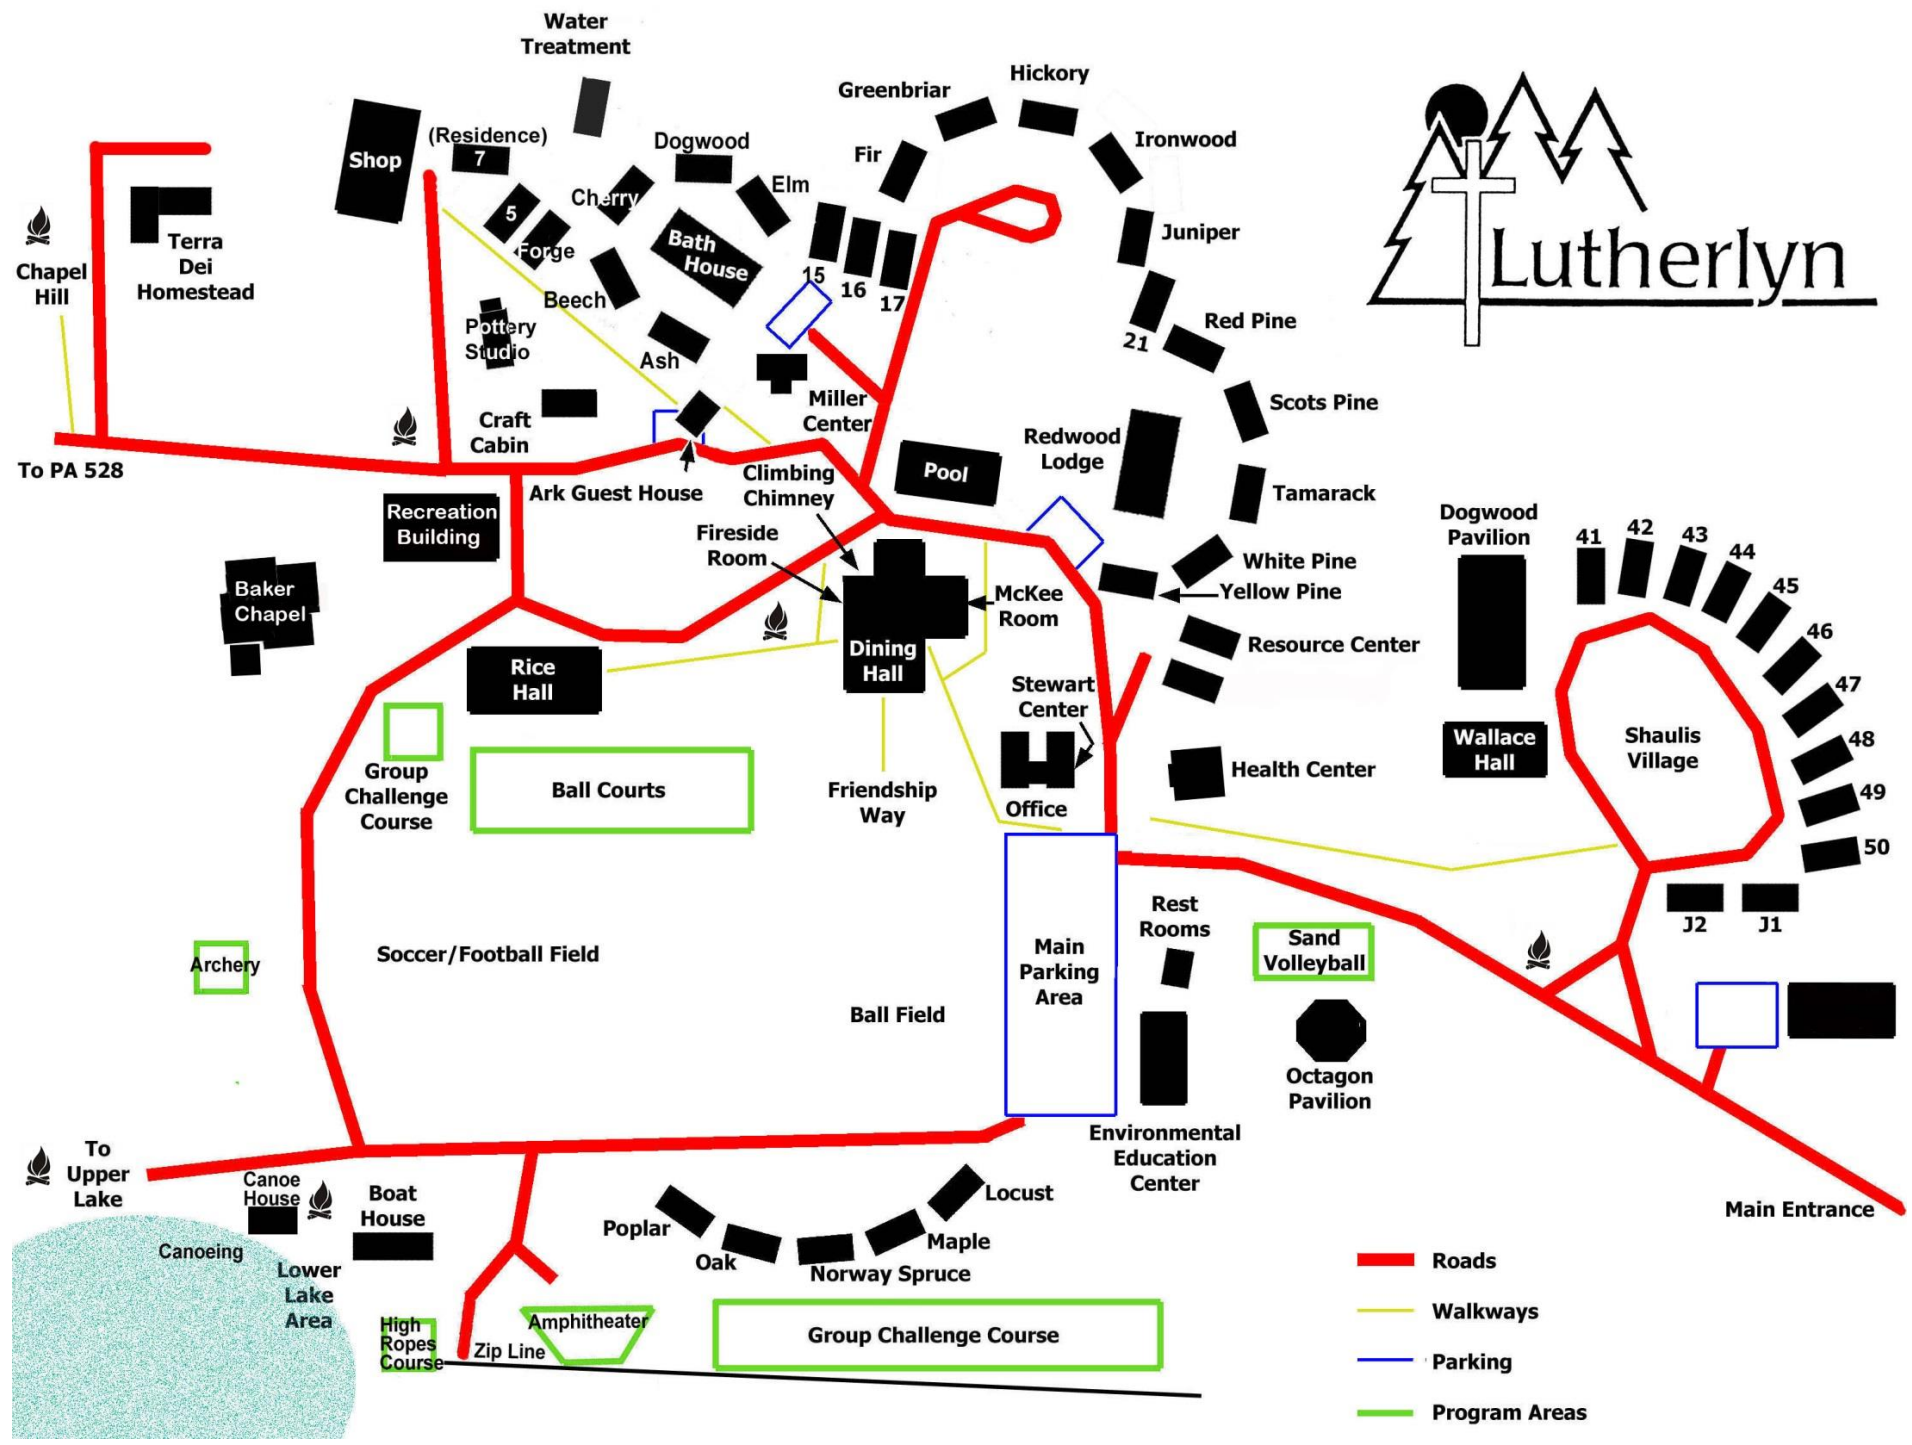 Water
Treatment
Hickory
Greenbriar
(Residence)
7
Dogwood
Ironwood
Shop
Fir
Elm
Cherry
5
Forge
Bath
House
Juniper
Terra
Dei
Homestead
Chapel
Hill
15
16
17
Lutherlyn
Beech
Pottery
Studio
Ash
21
Red Pine
Miller
Center
Scots Pine
Craft
Cabin
Redwood
Lodge
To PA 528
Climbing
Chimney
Pool
Ark Guest House
Tamarack
Recreation
Building
Fireside
Room
Dogwood
Pavilion
41
42
43
44
45
46
47
48
49
50
White Pine
Yellow Pine
Baker
Chapel
McKee
Room
Resource Center
Rice
Hall
Dining
Hall
Stewart
Center
Wallace
Hall
Shaulis
Village
Health Center
Group
Challenge
Course
Ball Courts
Friendship
Way
Office
Rest
Rooms
J2
J1
Sand
Volleyball
Main
Parking
Area
Soccer/Football Field
Archery
Ball Field
Octagon
Pavilion
Environmental
Education
Center
To
Upper
Lake
Canoe
House
Boat
House
Locust
Poplar
Maple
Oak
Norway Spruce
Main Entrance
Canoeing
Lower
Lake
Area
High
Ropes
Course
Zip Line
Amphitheater
Group Challenge Course
Roads
Walkways
Parking
Program Areas